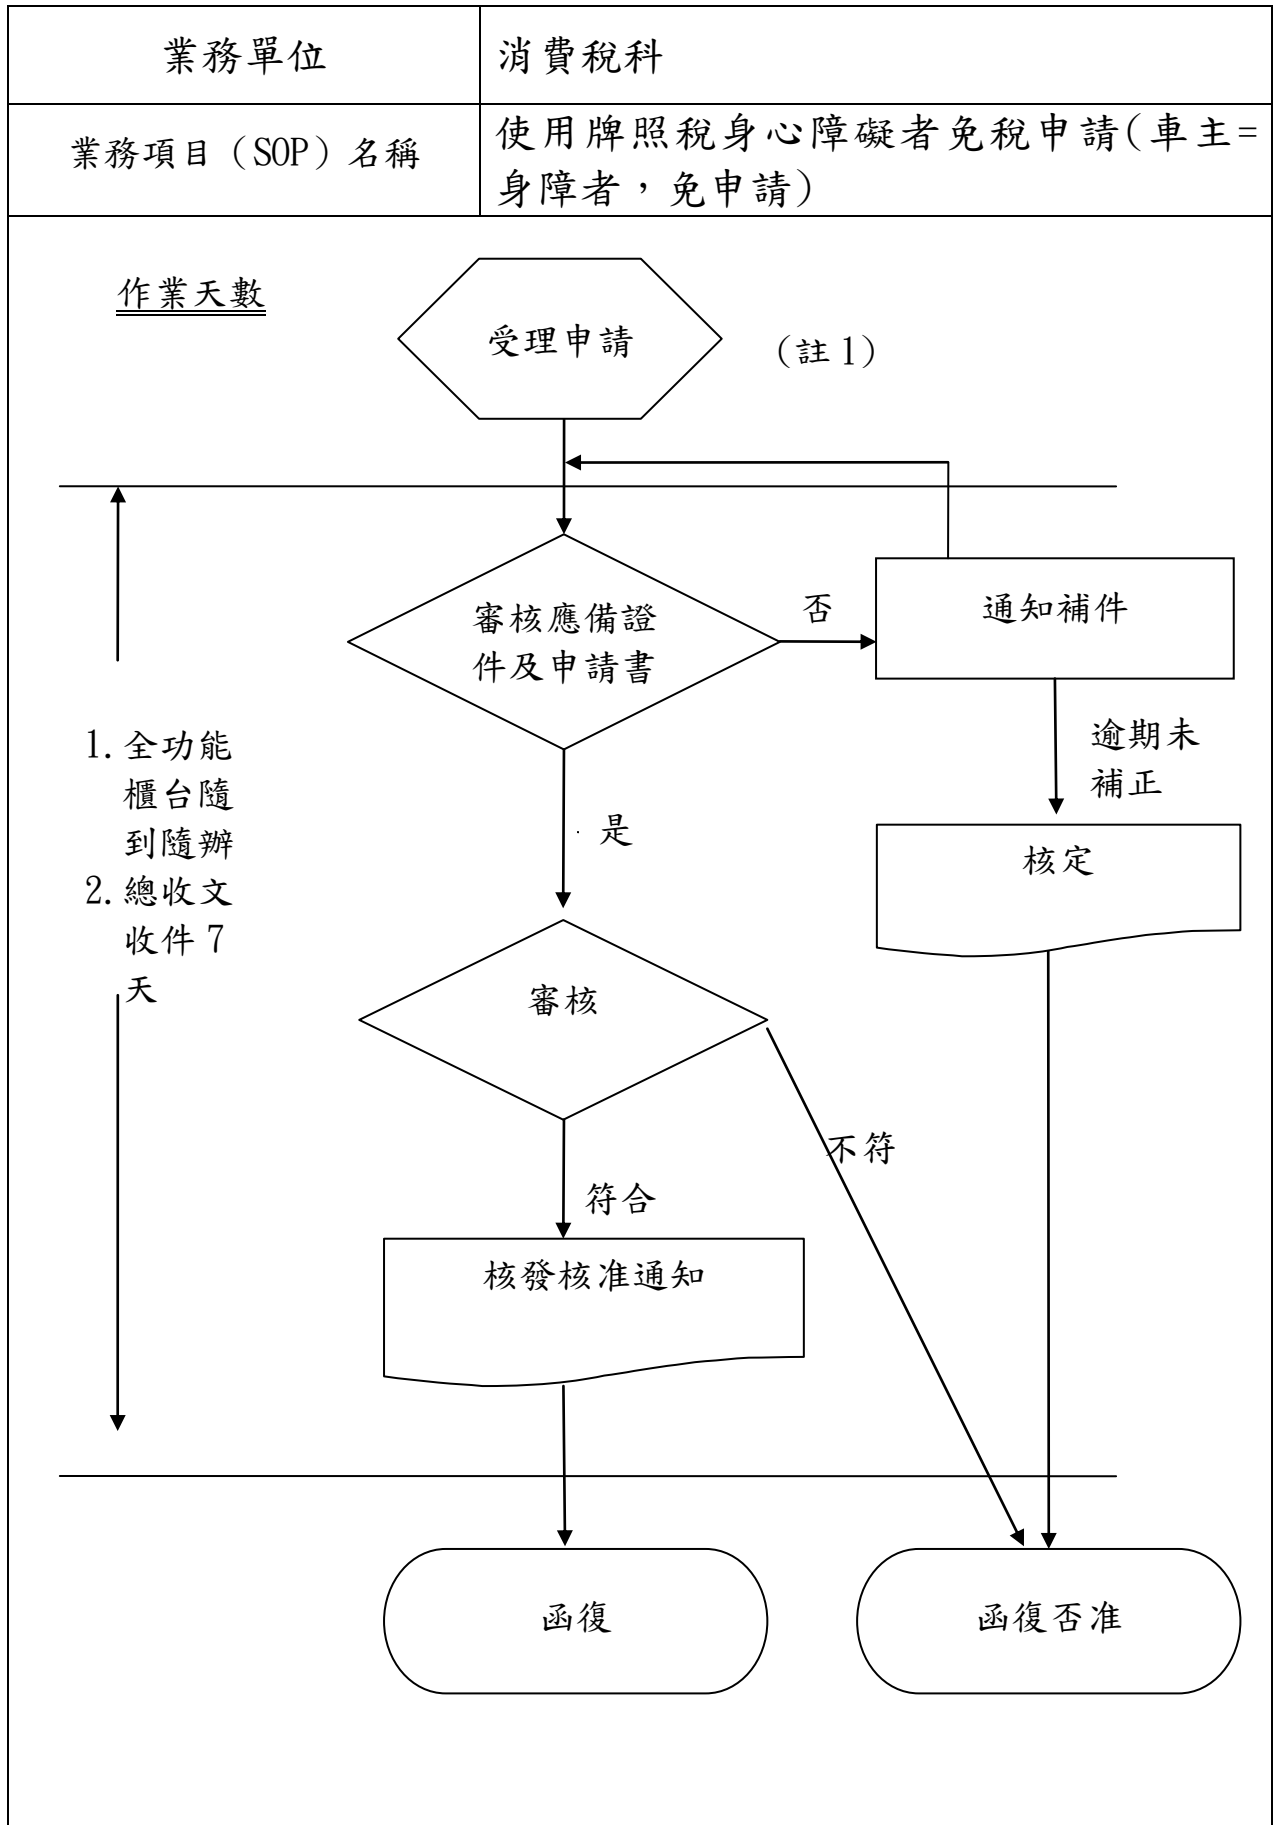 業務單位
消費稅科
業務項目（SOP）名稱
使用牌照稅身心障礙者免稅申請(車主=
身障者，免申請)
作業天數
受理申請
（註 1）
審核應備證
件及申請書
否
通知補件
逾期未
補正
1. 全功能
櫃台隨
到隨辦
2. 總收文
收件 7
天
是
核定
審核
不符
符合
核發核准通知
函復
函復否准